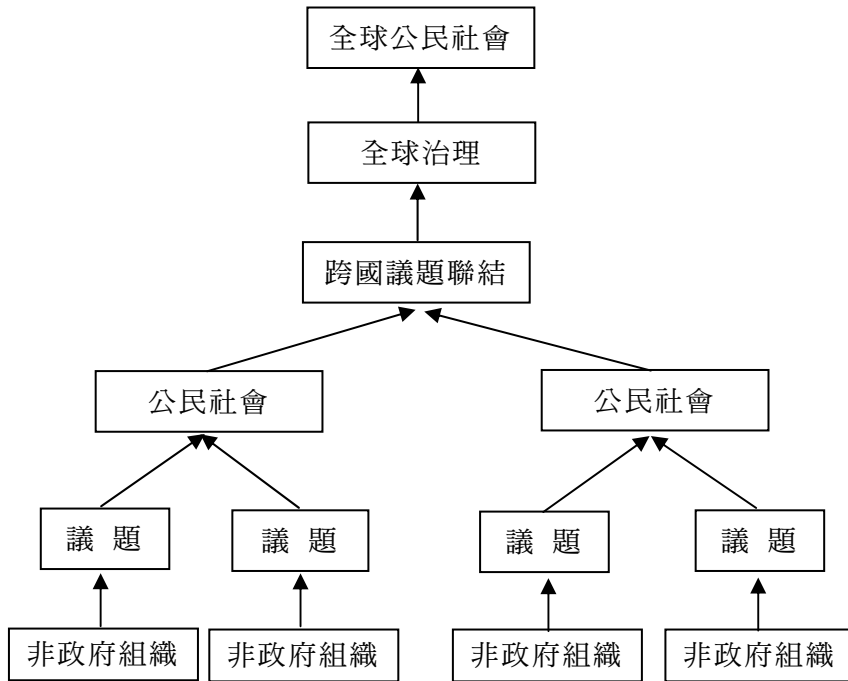 全球公民社會
全球治理
跨國議題聯結
公民社會
公民社會
議 題
議 題
議 題
議 題
非政府組織
非政府組織
非政府組織
非政府組織